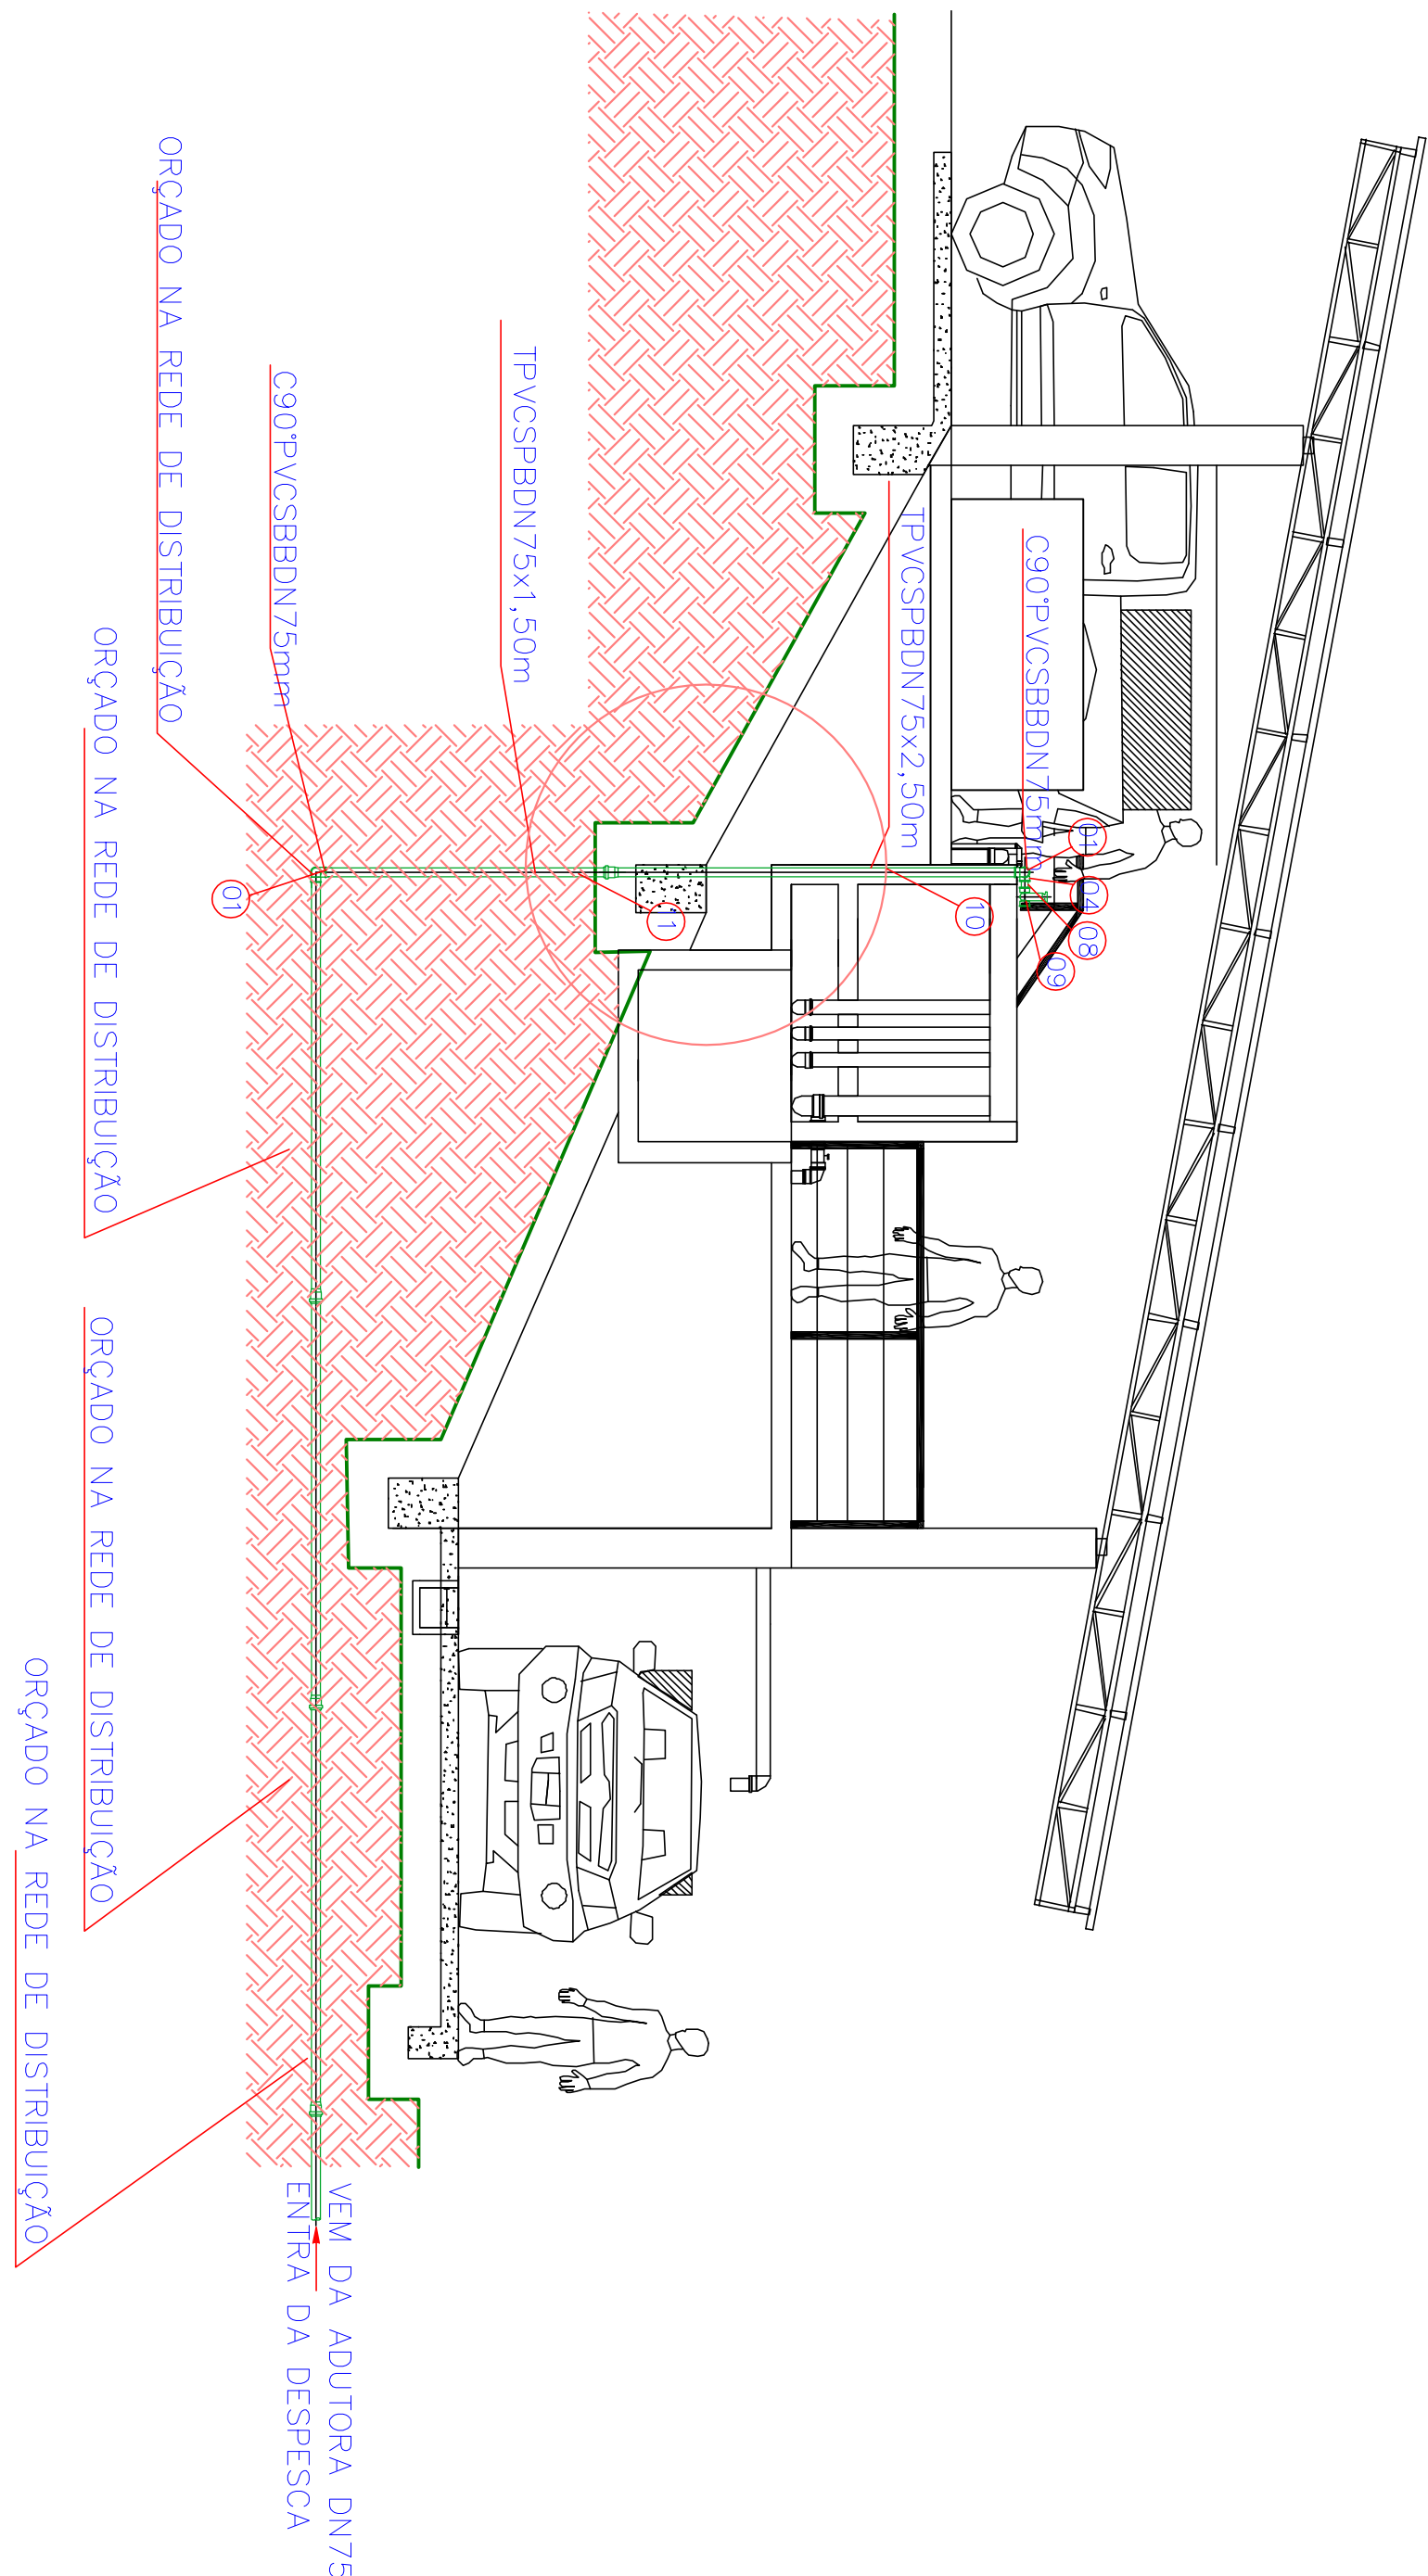 C90°PVCSBBDN75mm
01
04
08
09
TPVCSPBDN75x2,50m
10
TPVCSPBDN75x1,50m
11
C90°PVCSBBDN75mm
01
ORÇADO NA REDE DE DISTRIBUIÇÃO
ORÇADO NA REDE DE DISTRIBUIÇÃO
ORÇADO NA REDE DE DISTRIBUIÇÃO
ORÇADO NA REDE DE DISTRIBUIÇÃO
VEM DA ADUTORA DN75
ENTRA DA DESPESCA